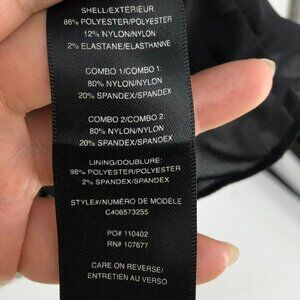 SHELL/EXTERIEUR:
86% POLYESTER/POLYESTER
12% NYLON/NYLON
2% ELASTANE/ELASTHANNE
COMBO 1/COMBO 1:
80% NYLON/NYLON
20% SPANDEX/SPANDEX
COMBO 2/COMBO 2:
80% NYLON/NYLON
20% SPANDEX/SPANDEX
LINING/DOUBLURE:
98% POLYESTER/POLYESTER
2% SPANDEX/SPANDEX
STYLE#/NUMÉRO DE MODÈLE
C406573255
PO# 110402
RN# 107677
CARE ON REVERSE/
ENTRETIEN AU VERSO